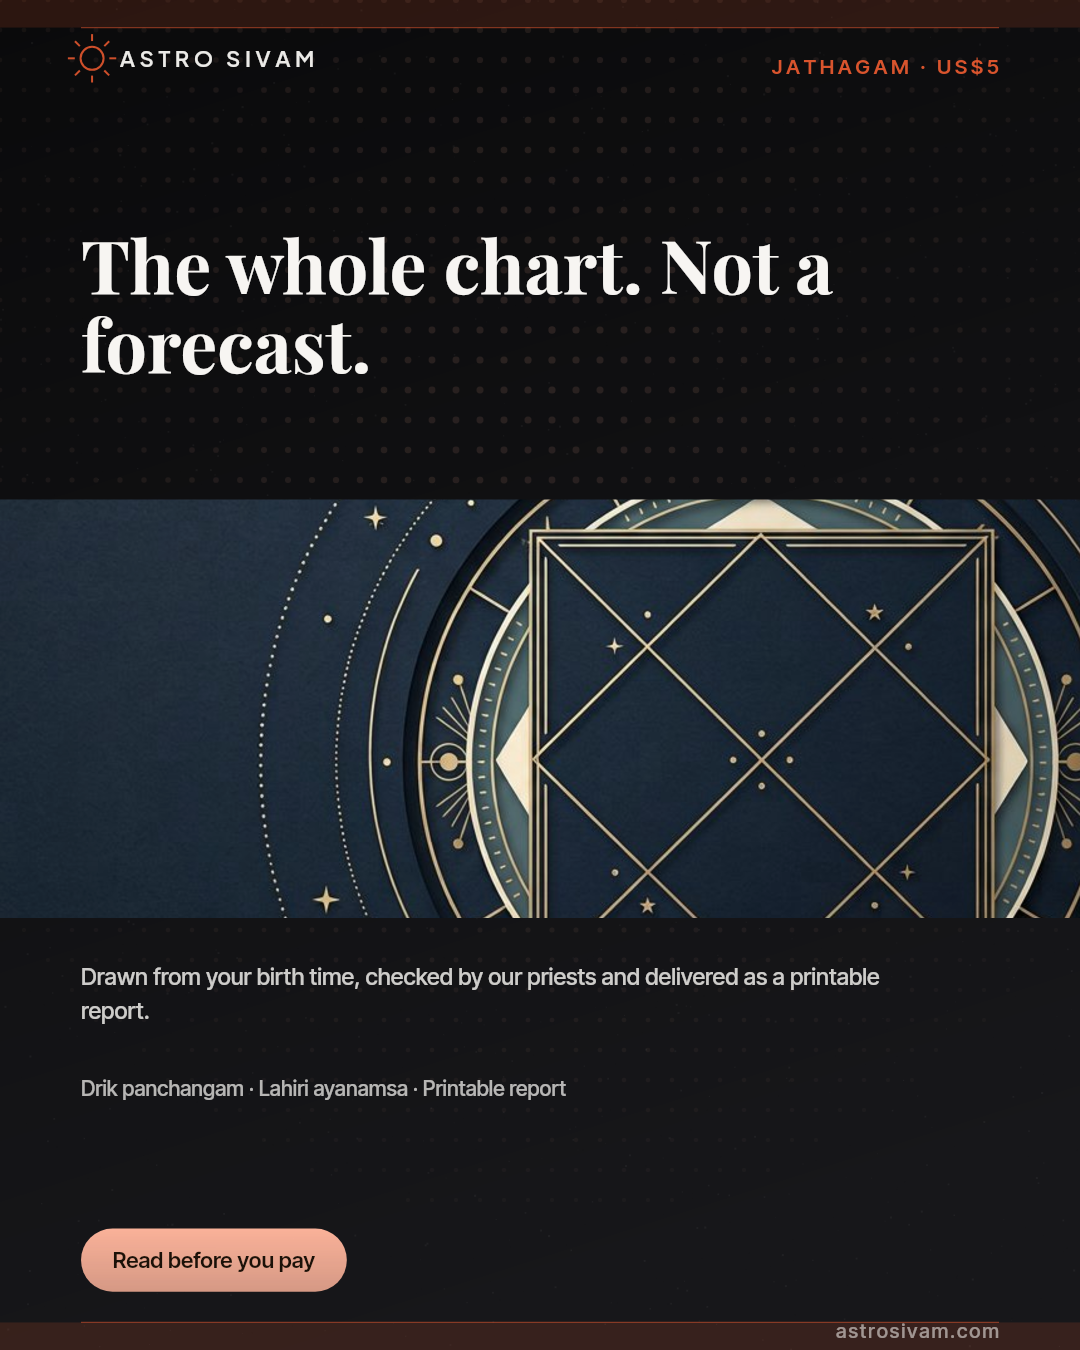 ASTRO SIVAM
JATHAGAM · US$5
The whole chart. Not a
forecast.
Drawn from your birth time, checked by our priests and delivered as a printable
report.
Drik panchangam · Lahiri ayanamsa · Printable report
Read before you pay
astrosivam.com